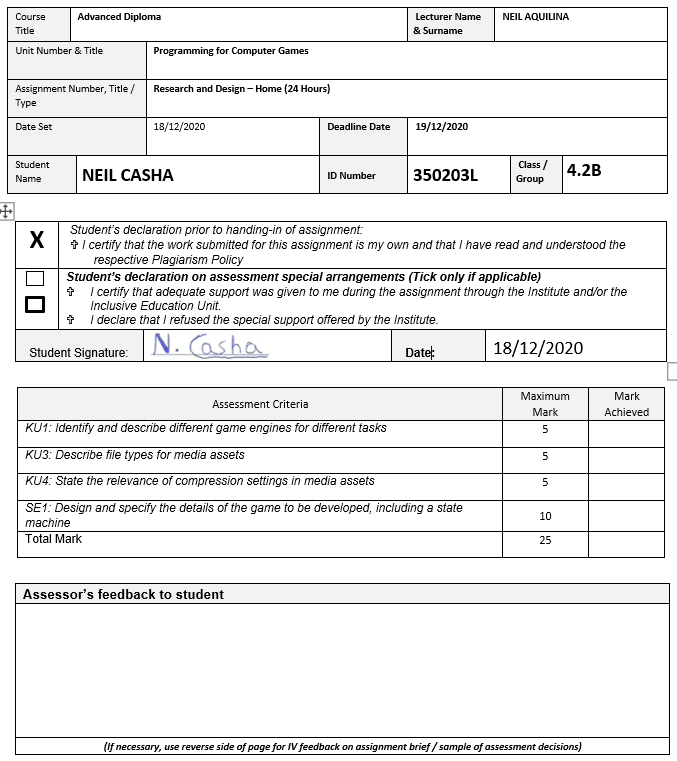 Course Title
Advanced Diploma
Lecturer Name & Surname
NEIL AQUILINA
Unit Number & Title
Programming for Computer Games
Assignment Number, Title / Type
Research and Design – Home (24 Hours)
Date Set
18/12/2020
Deadline Date
19/12/2020
Student Name
NEIL CASHA
ID Number
350203L
Class / Group
4.2B
X
Student's declaration prior to handing-in of assignment:
✞ I certify that the work submitted for this assignment is my own and that I have read and understood the
respective Plagiarism Policy
Student's declaration on assessment special arrangements (Tick only if applicable)
✞ I certify that adequate support was given to me during the assignment through the Institute and/or the
Inclusive Education Unit.
✞ I declare that I refused the special support offered by the Institute.
Student Signature:
N. Casha
Date:
18/12/2020
Assessment Criteria
Maximum Mark
Mark Achieved
KU1: Identify and describe different game engines for different tasks
5
KU3: Describe file types for media assets
5
KU4: State the relevance of compression settings in media assets
5
SE1: Design and specify the details of the game to be developed, including a state
machine
10
Total Mark
25
Assessor's feedback to student
(If necessary, use reverse side of page for IV feedback on assignment brief / sample of assessment decisions)